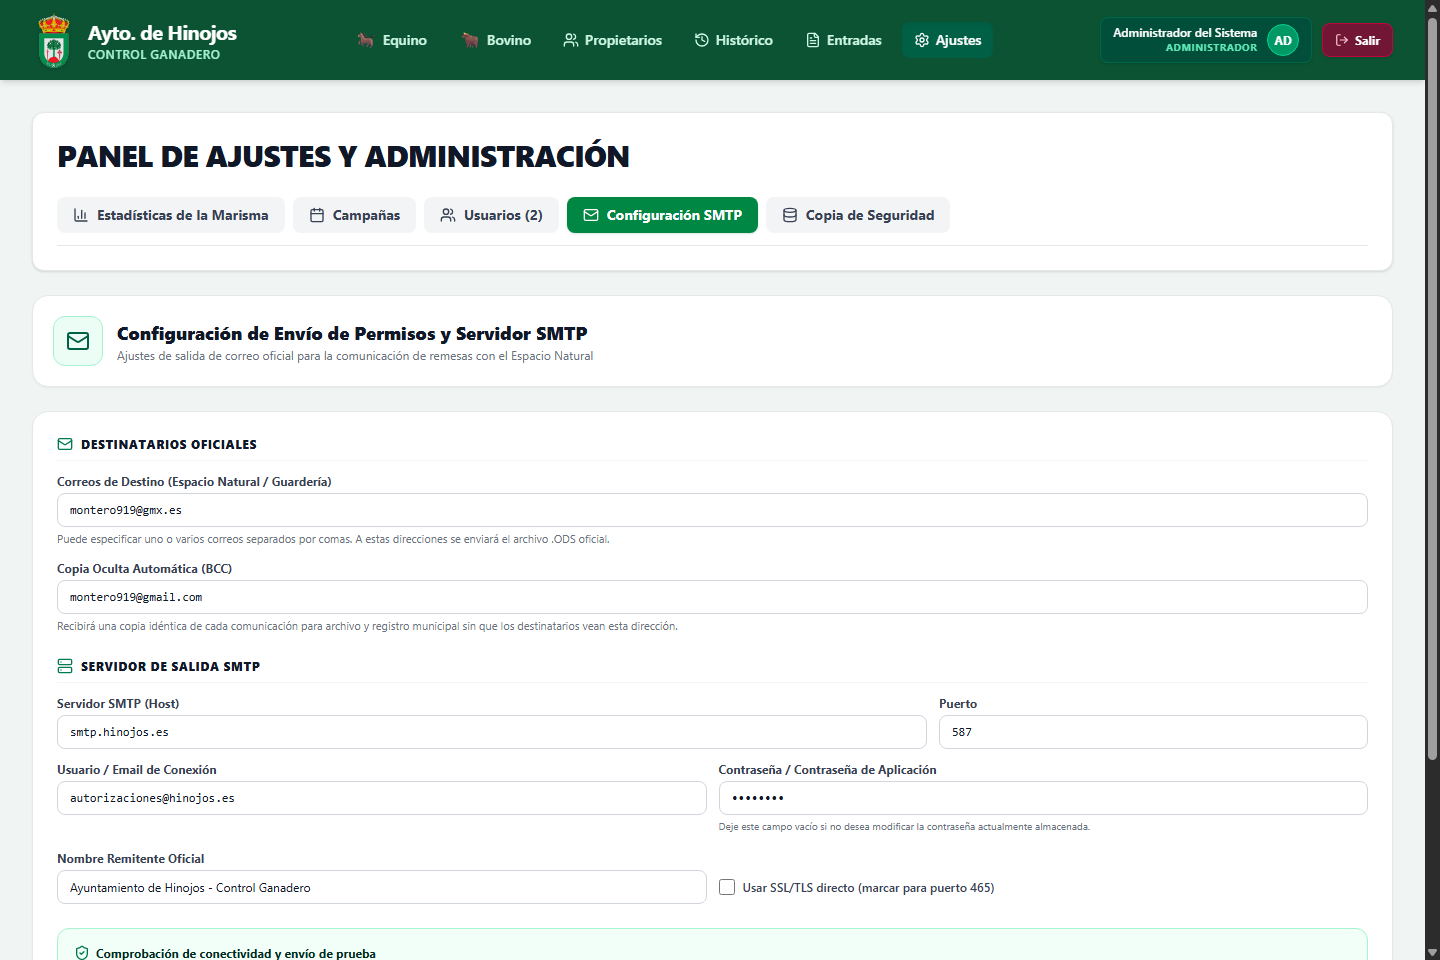 Ayto. de Hinojos
CONTROL GANADERO
Equino
Bovino
Propietarios
Histórico
Entradas
Ajustes
Administrador del Sistema
ADMINISTRADOR
AD
Salir
PANEL DE AJUSTES Y ADMINISTRACIÓN
Estadísticas de la Marisma
Campañas
Usuarios (2)
Configuración SMTP
Copia de Seguridad
Configuración de Envío de Permisos y Servidor SMTP
Ajustes de salida de correo oficial para la comunicación de remesas con el Espacio Natural
DESTINATARIOS OFICIALES
Correos de Destino (Espacio Natural / Guardería)
montero919@gmx.es
Puede especificar uno o varios correos separados por comas. A estas direcciones se enviará el archivo .ODS oficial.
Copia Oculta Automática (BCC)
montero919@gmail.com
Recibirá una copia idéntica de cada comunicación para archivo y registro municipal sin que los destinatarios vean esta dirección.
SERVIDOR DE SALIDA SMTP
Servidor SMTP (Host)
Puerto
smtp.hinojos.es
587
Usuario / Email de Conexión
Contraseña / Contraseña de Aplicación
autorizaciones@hinojos.es
••••••••
Deje este campo vacío si no desea modificar la contraseña actualmente almacenada.
Nombre Remitente Oficial
Ayuntamiento de Hinojos - Control Ganadero
Usar SSL/TLS directo (marcar para puerto 465)
Comprobación de conectividad y envío de prueba